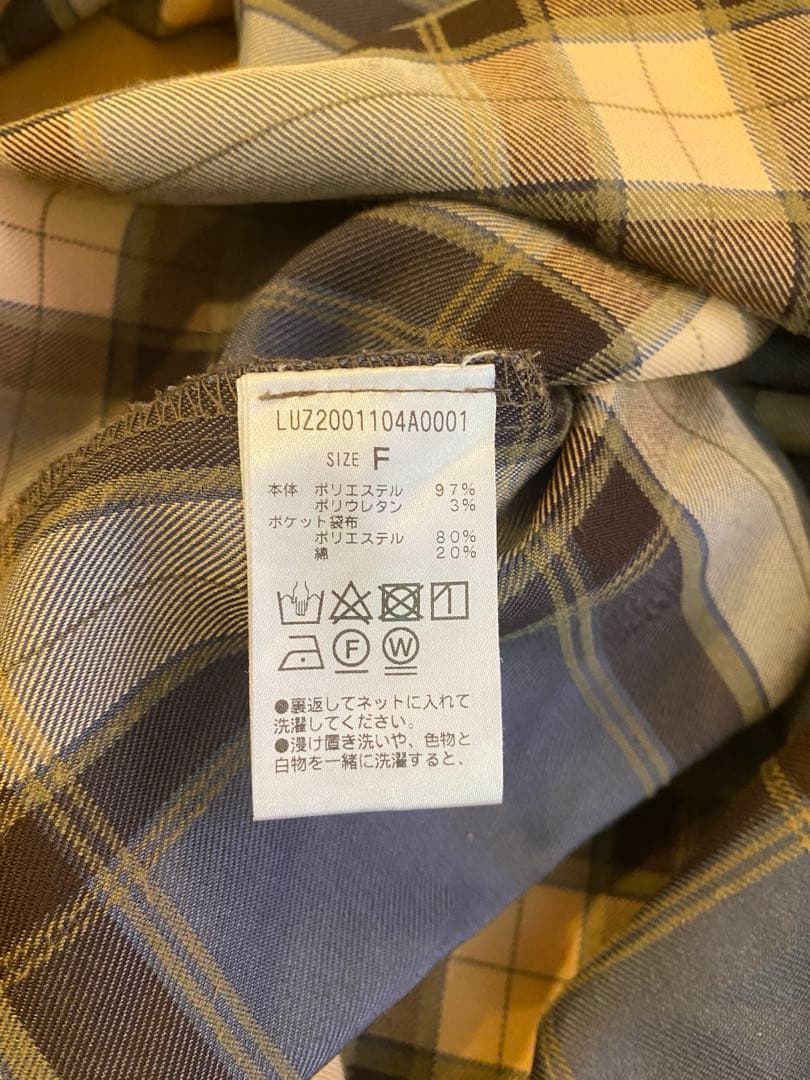 LUZ2001104A0001
SIZE F
本体 ポリエステル 97%
ポリウレタン 3%
ポケット袋布
ポリエステル 80%
綿 20%
F W
●裏返してネットに入れて
洗濯してください。
●浸け置き洗いや、色物と
白物を一緒に洗濯すると、